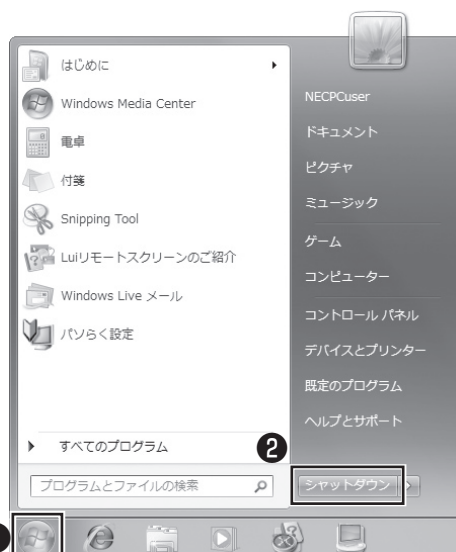 はじめに
Windows Media Center
電卓
付箋
Snipping Tool
Luiリモートスクリーンのご紹介
Windows Live メール
パソらく設定
すべてのプログラム
プログラムとファイルの検索
NECPCuser
ドキュメント
ピクチャ
ミュージック
ゲーム
コンピューター
コントロール パネル
デバイスとプリンター
既定のプログラム
ヘルプとサポート
❷
シャットダウン